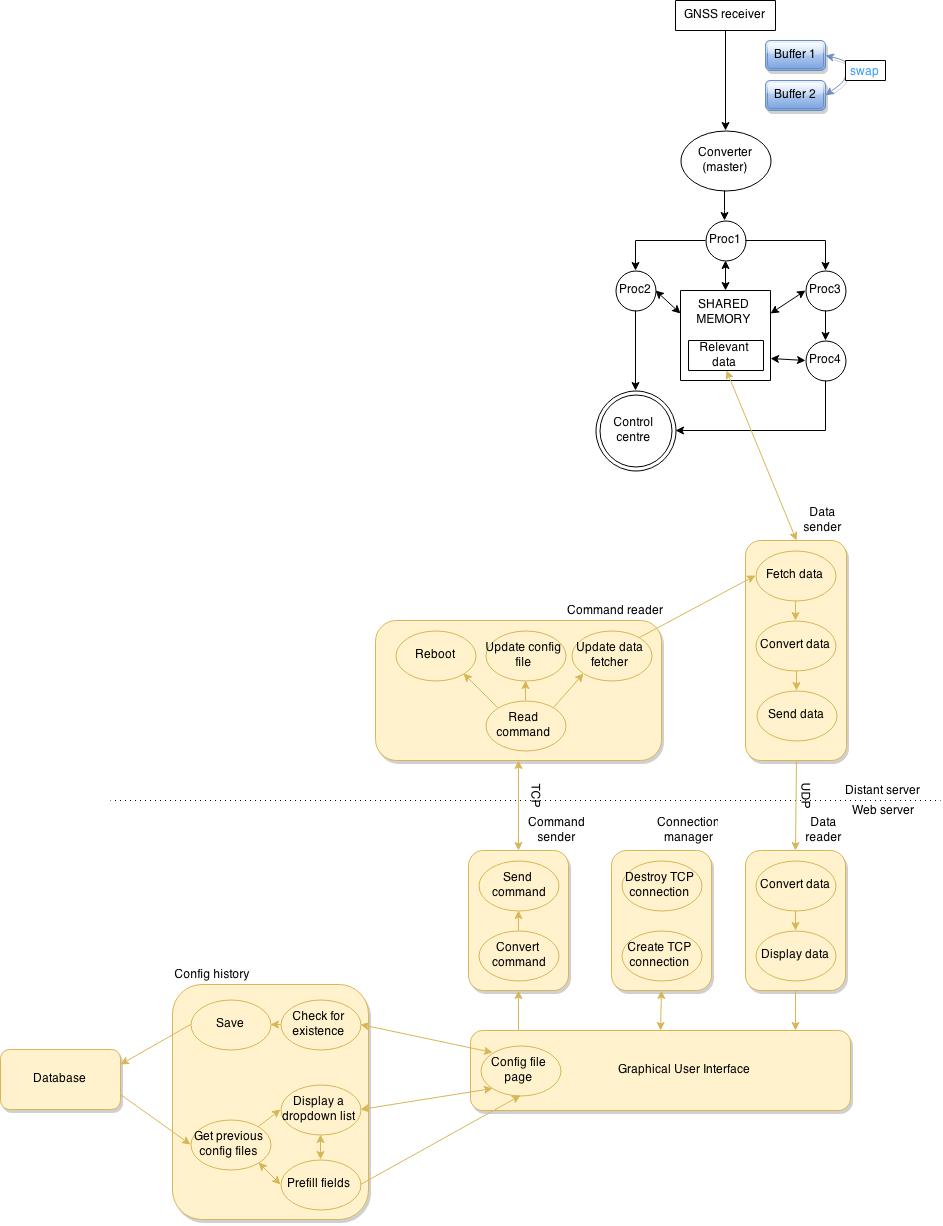 GNSS receiver
Buffer 1
swap
Buffer 2
Converter
(master)
Proc1
Proc2
Proc3
SHARED
MEMORY
Relevant
data
Proc4
Control
centre
Data
sender
Fetch data
Command reader
Convert data
Reboot
Update config
file
Update data
fetcher
Read
command
Send data
TCP
UDP
Distant server
Web server
Command
sender
Connection
manager
Data
reader
Send
command
Destroy TCP
connection
Convert data
Convert
command
Create TCP
connection
Display data
Config history
Save
Check for
existence
Config file
page
Graphical User Interface
Database
Display a
dropdown list
Get previous
config files
Prefill fields